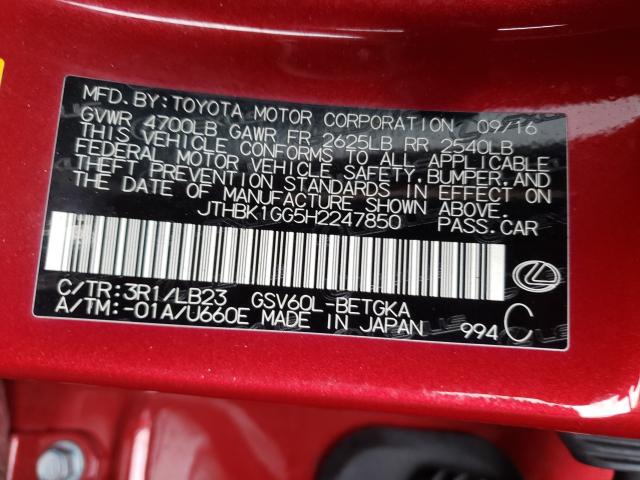 MFD. BY: TOYOTA MOTOR CORPORATION 09/16
GVWR 4700LB GAWR FR 2625LB RR 2540LB
THIS VEHICLE CONFORMS TO ALL APPLICABLE
FEDERAL MOTOR VEHICLE SAFETY, BUMPER, AND
THEFT PREVENTION STANDARDS IN EFFECT ON
THE DATE OF MANUFACTURE SHOWN ABOVE.
JTHBK1GG5H2247850 PASS. CAR
C/TR: 3R1/LB23 GSV60L-BETGKA
A/TM: -01A/U660E MADE IN JAPAN 994 C